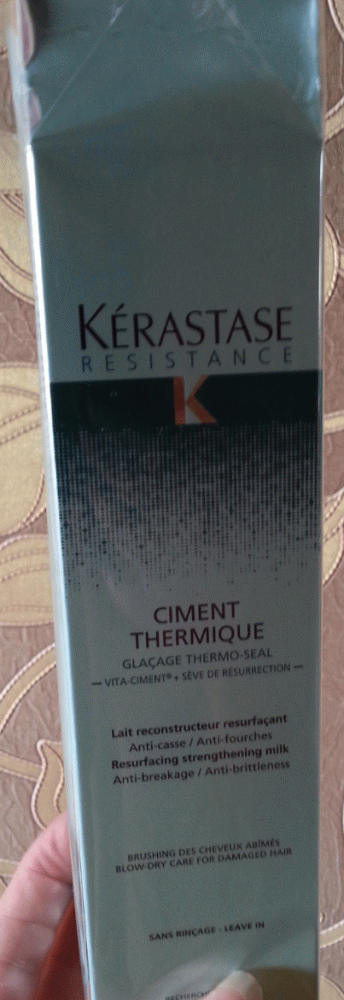 KÉRASTASE
RESISTANCE
K
CIMENT
THERMIQUE
GLAÇAGE THERMO-SEAL
— VITA-CIMENT® + SÈVE DE RÉSURRECTION —
Lait reconstructeur resurfaçant
Anti-casse / Anti-fourches
Resurfacing strengthening milk
Anti-breakage / Anti-brittleness
BRUSHING DES CHEVEUX ABÎMÉS
BLOW-DRY CARE FOR DAMAGED HAIR
SANS RINÇAGE - LEAVE IN